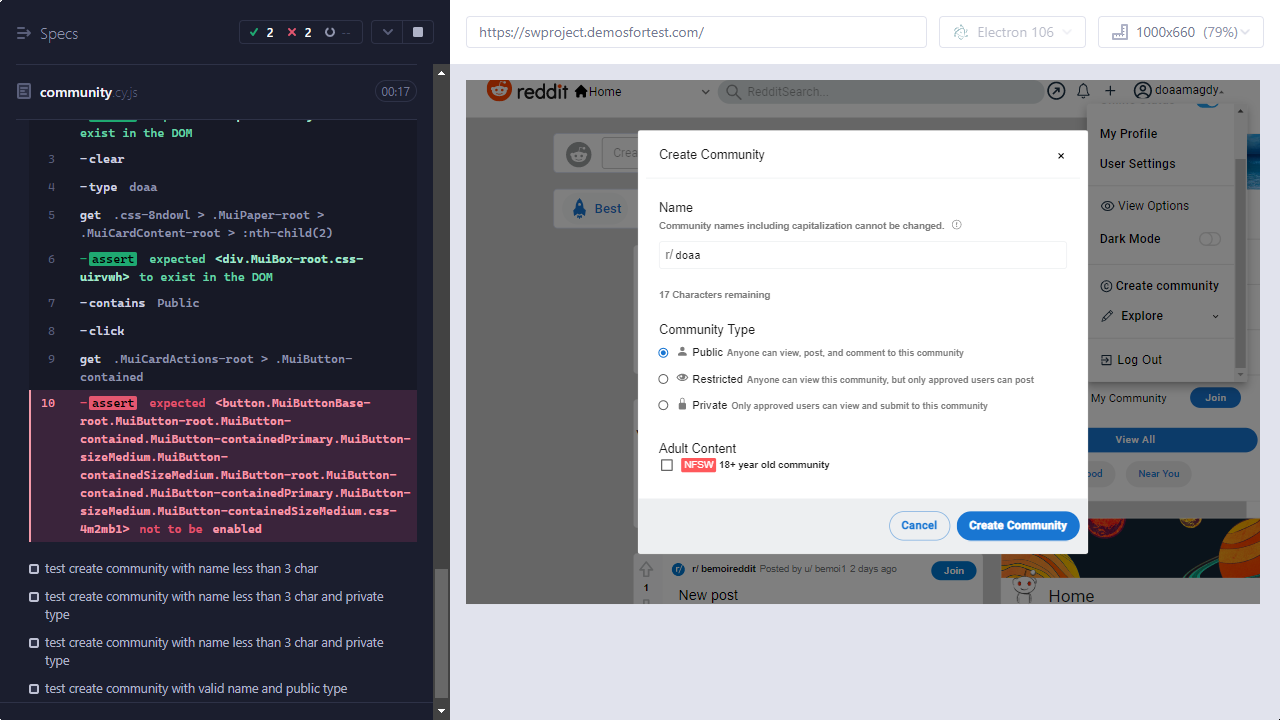 Specs
2
2
--
community.cy.js
00:17
exist in the DOM
3 -clear
4 -type doaa
5 get .css-8ndowl > .MuiPaper-root >
.MuiCardContent-root > :nth-child(2)
6 -assert expected <div.MuiBox-root.css-
uirvwh> to exist in the DOM
7 -contains Public
8 -click
9 get .MuiCardActions-root > .MuiButton-
contained
10 -assert expected <button.MuiButtonBase-
root.MuiButton-root.MuiButton-
contained.MuiButton-containedPrimary.MuiButton-
sizeMedium.MuiButton-
containedSizeMedium.MuiButton-root.MuiButton-
contained.MuiButton-containedPrimary.MuiButton-
sizeMedium.MuiButton-containedSizeMedium.css-
4m2mb1> not to be enabled
test create community with name less than 3 char
test create community with name less than 3 char and private
type
test create community with name less than 3 char and private
type
test create community with valid name and public type
https://swproject.demosfortest.com/
Electron 106
1000x660 (79%)
reddit
Home
RedditSearch...
doaamagdy
My Profile
User Settings
View Options
Dark Mode
Create community
Explore
Log Out
Crea
Best
Create Community
×
Name
Community names including capitalization cannot be changed.
r/ doaa
17 Characters remaining
Community Type
Public Anyone can view, post, and comment to this community
Restricted Anyone can view this community, but only approved users can post
Private Only approved users can view and submit to this community
Adult Content
NFSW 18+ year old community
Cancel
Create Community
My Community
Join
View All
ood
Near You
r/ bemoireddit Posted by u/ bemoi1 2 days ago
Join
1
New post
Home